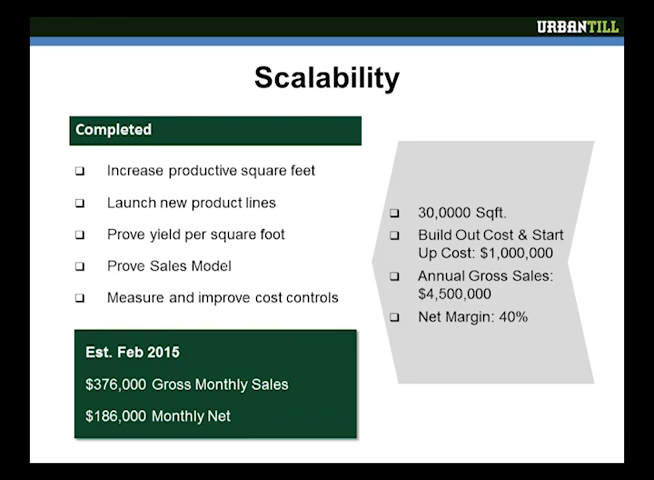 URBANTILL
Scalability
Completed
Increase productive square feet
Launch new product lines
Prove yield per square foot
Prove Sales Model
Measure and improve cost controls
Est. Feb 2015
$376,000 Gross Monthly Sales
$186,000 Monthly Net
30,0000 Sqft.
Build Out Cost & Start
Up Cost: $1,000,000
Annual Gross Sales:
$4,500,000
Net Margin: 40%